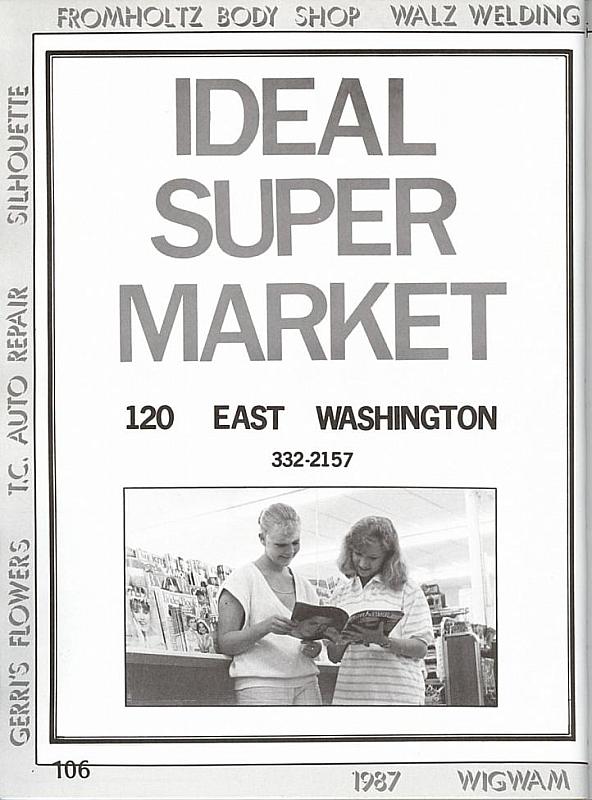 FROMHOLTZ BODY SHOP WALZ WELDING
SILHOUETTE
T.C. AUTO REPAIR
GERRI'S FLOWERS
IDEAL
SUPER
MARKET
120 EAST WASHINGTON
332-2157
106
1987 WIGWAM